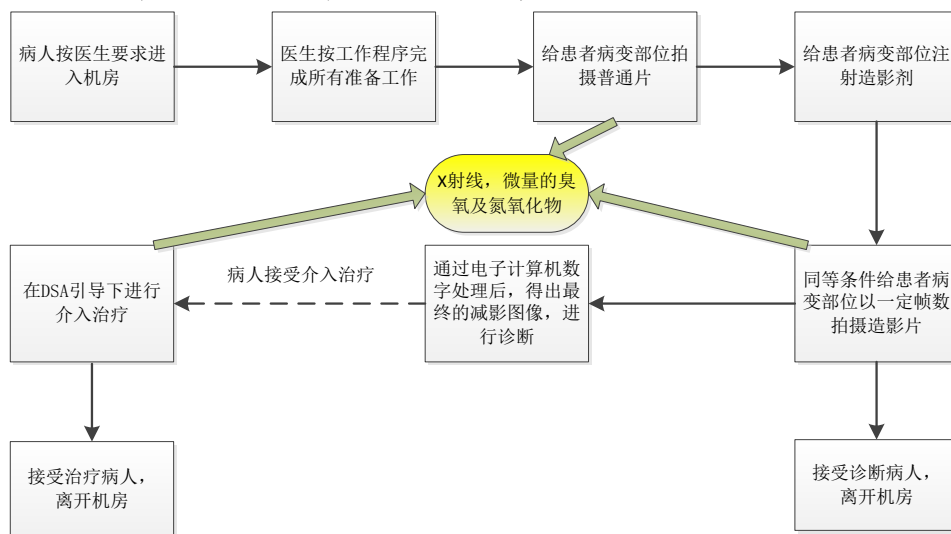 病人按医生要求进
入机房
医生按工作程序完
成所有准备工作
给患者病变部位拍
摄普通片
给患者病变部位注
射造影剂
X射线，微量的臭
氧及氮氧化物
在DSA引导下进行
介入治疗
病人接受介入治疗
通过电子计算机数
字处理后，得出最
终的减影图像，进
行诊断
同等条件给患者病
变部位以一定帧数
拍摄造影片
接受治疗病人，
离开机房
接受诊断病人，
离开机房